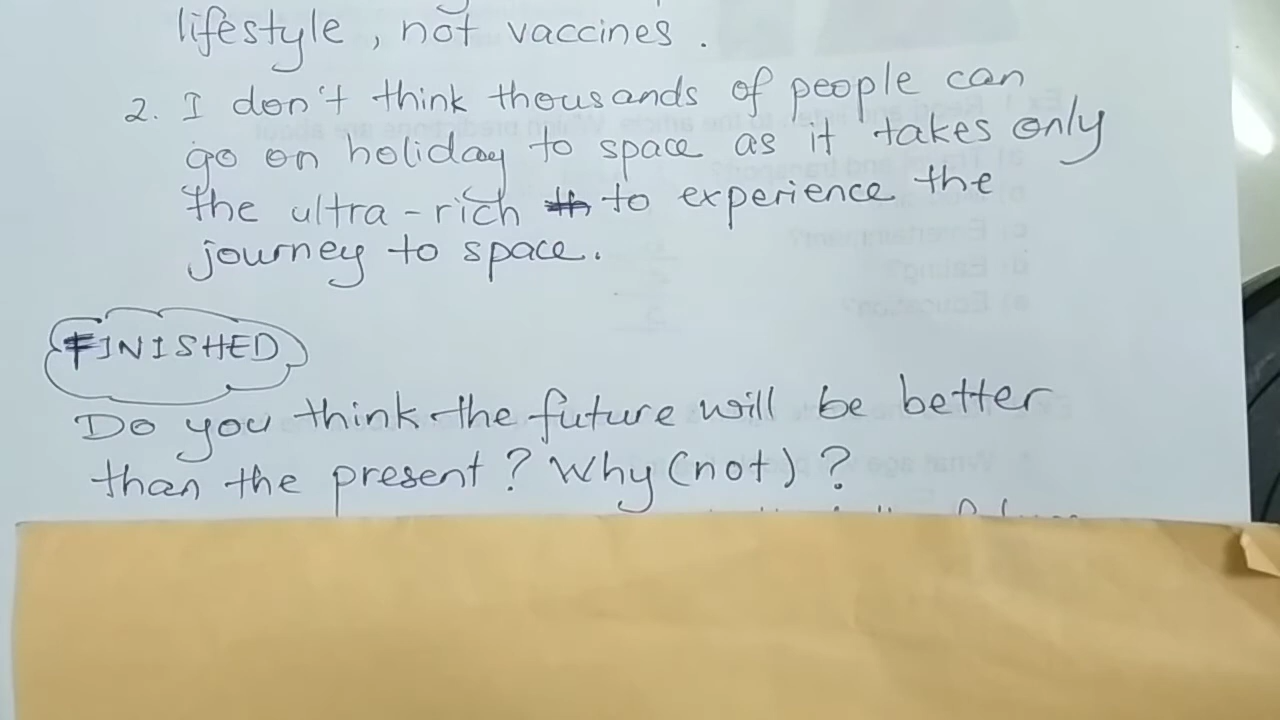 lifestyle, not vaccines.
2. I don't think thousands of people can
go on holiday to space as it takes only
the ultra-rich to experience the
journey to space.
FINISHED
Do you think the future will be better
than the present? Why (not)?